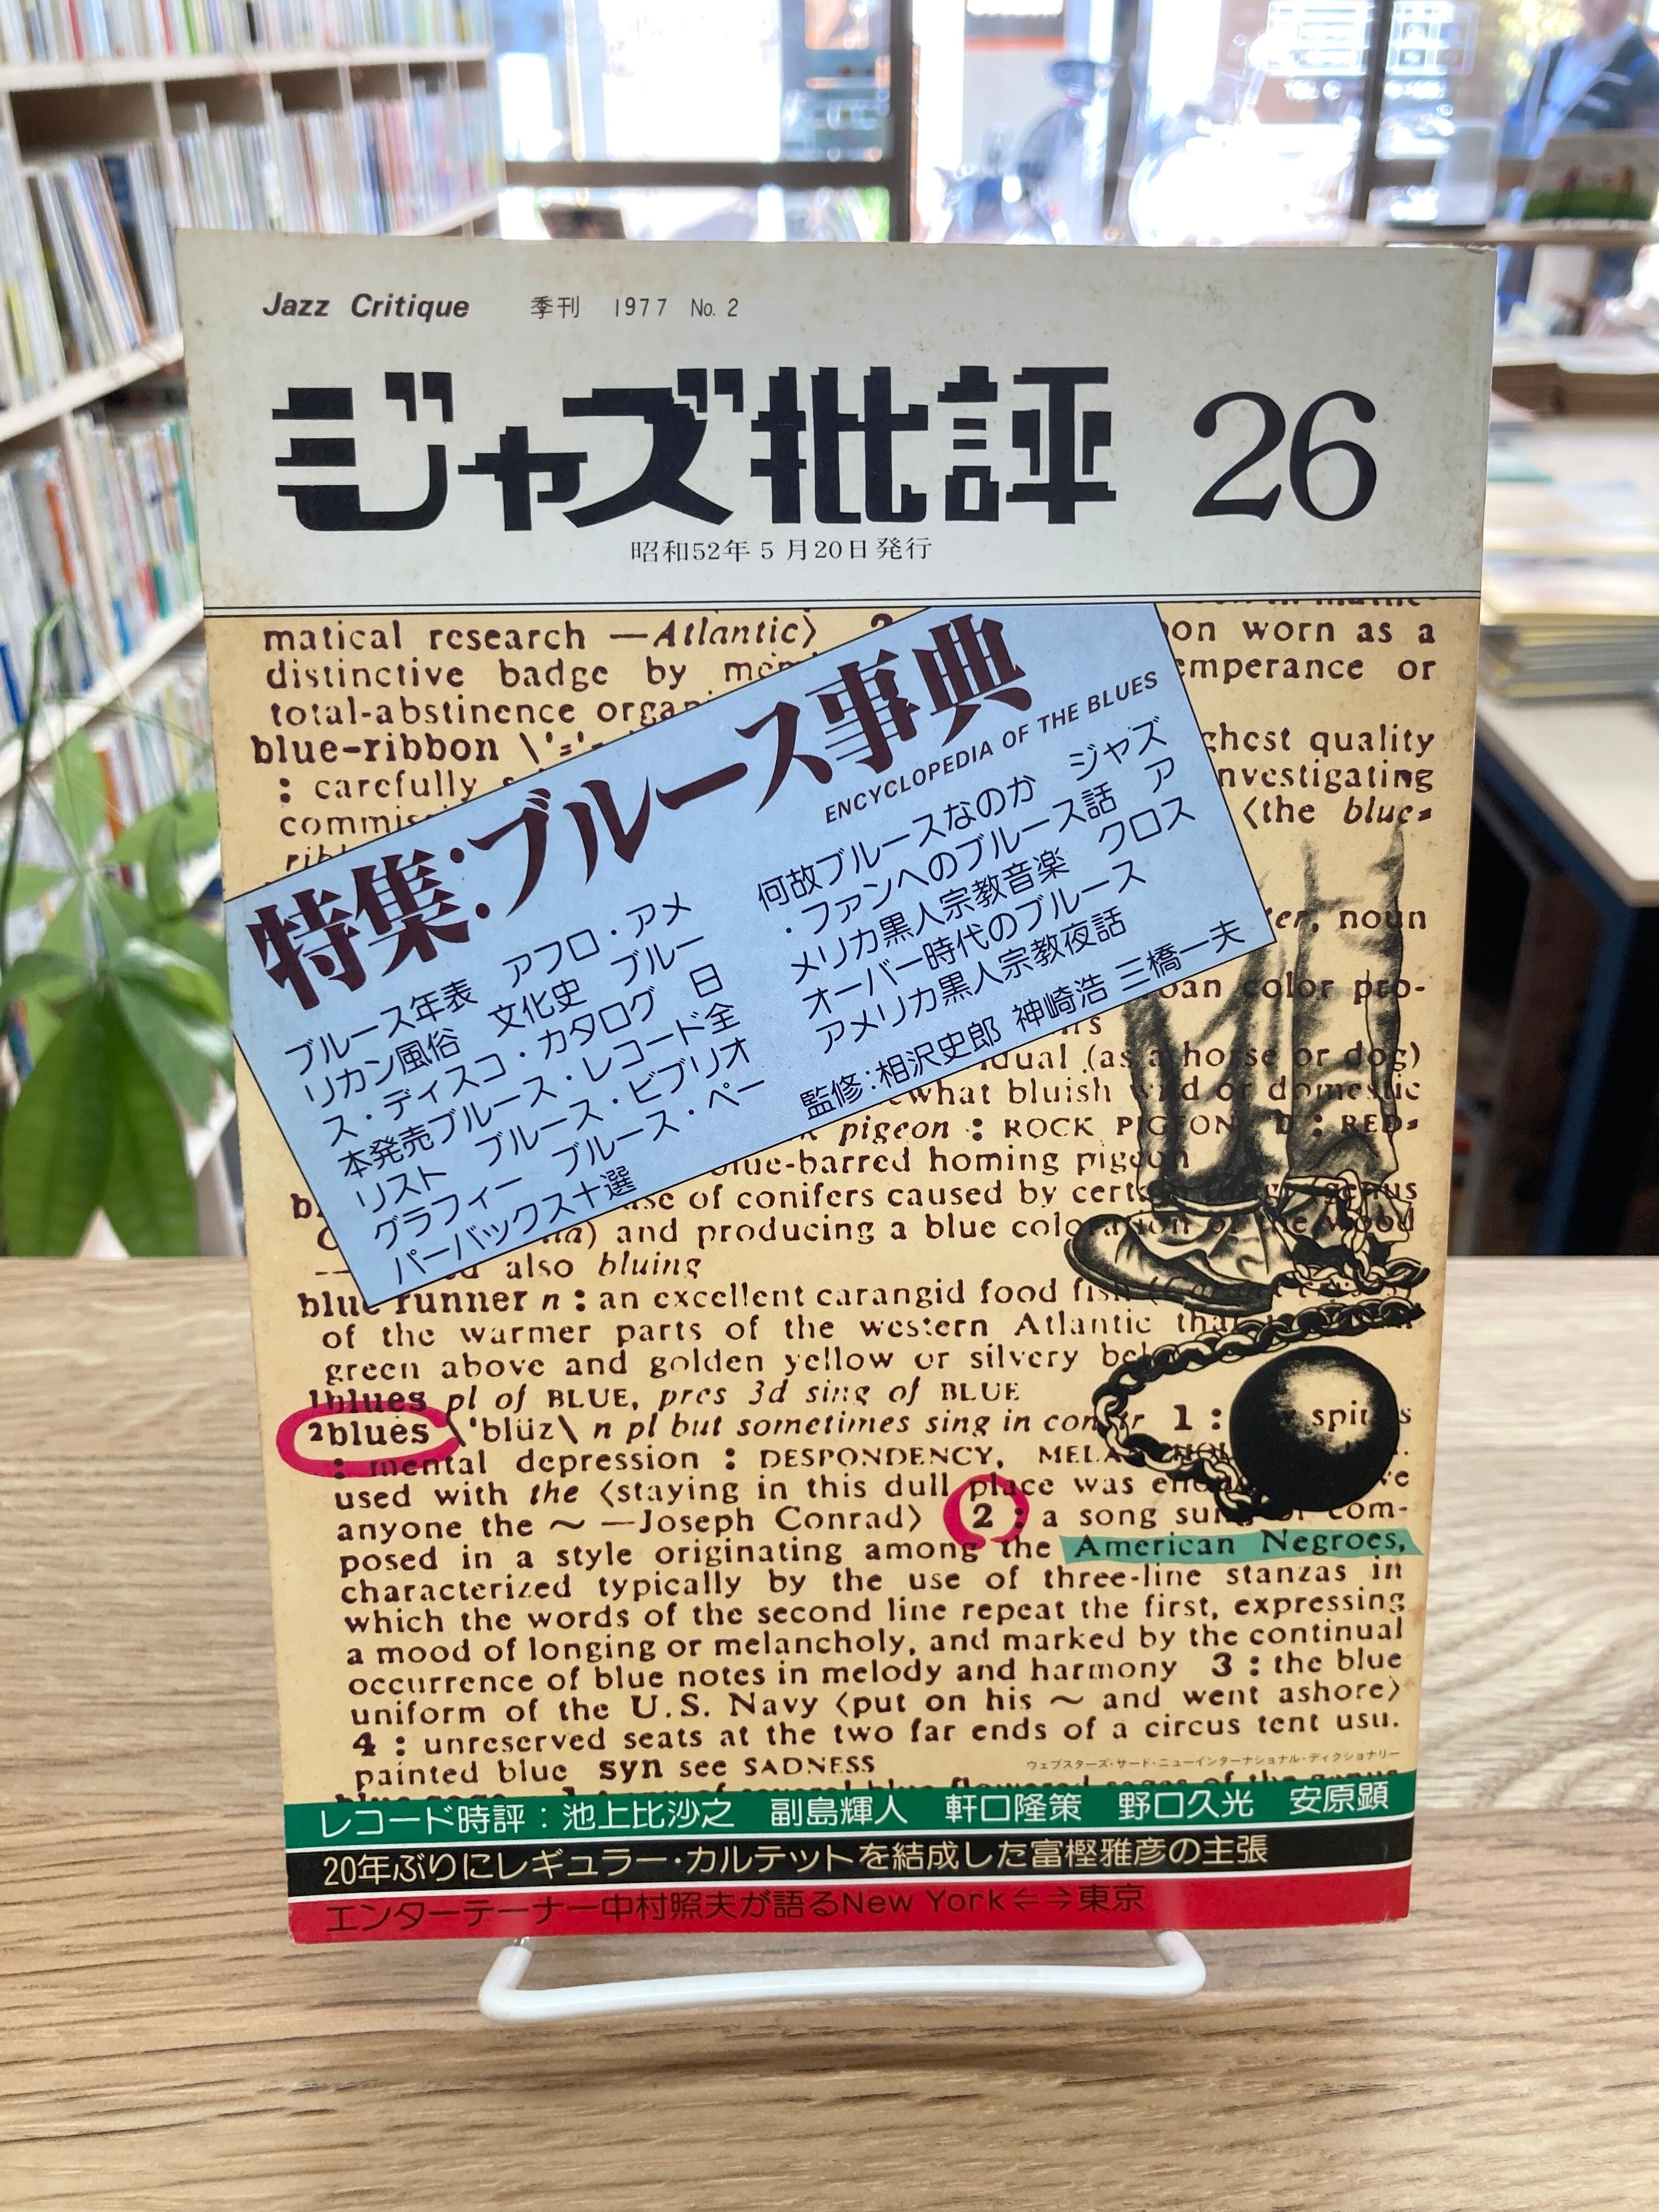 Jazz Critique 季刊 1977 No. 2
ジャズ批評 26
昭和52年5月20日発行
特集:ブルース事典
ENCYCLOPEDIA OF THE BLUES
ブルース年表 アフロ・アメ
リカン風俗 文化史 ブルー
ス・ディスコ・カタログ 日
本発売ブルース・レコード全
リスト ブルース・ビブリオ
グラフィー ブルース・ペー
パーバックス十選
何故ブルースなのか ジャズ
・ファンへのブルース話 ア
メリカ黒人宗教音楽 クロス
オーバー時代のブルース
アメリカ黒人宗教夜話
監修:相沢史郎 神崎浩 三橋一夫
matical research —Atlantic〉
on worn as a
distinctive badge by
emperance or
total-abstinence
blue-ribbon
ghest quality
: carefully
nvestigating
〈the blue=
noun
color pro-
dual (as a horse or dog)
what bluish wild or domestic
pigeon : ROCK PIGEON b : RED=
blue-barred homing pigeon
se of conifers caused by
and producing a blue coloration of the wood
also bluing
blue runner n : an excellent carangid food fish
of the warmer parts of the western Atlantic
green above and golden yellow or silvery
1blues pl of BLUE, pres 3d sing of BLUE
2blues \ˈblüz\ n pl but sometimes sing in constr 1 : spirits
: mental depression : DESPONDENCY,
used with the 〈staying in this dull place was
anyone the ~ —Joseph Conrad〉 2 : a song sung or com-
posed in a style originating among the American Negroes,
characterized typically by the use of three-line stanzas in
which the words of the second line repeat the first, expressing
a mood of longing or melancholy, and marked by the continual
occurrence of blue notes in melody and harmony 3 : the blue
uniform of the U.S. Navy 〈put on his ~ and went ashore〉
4 : unreserved seats at the two far ends of a circus tent usu.
painted blue syn see SADNESS
ウェブスターズ・サード・ニューインターナショナル・ディクショナリー
レコード時評:池上比沙之 副島輝人 軒口隆策 野口久光 安原顕
20年ぶりにレギュラー・カルテットを結成した富樫雅彦の主張
エンターテーナー中村照夫が語るNew York⇐⇒東京